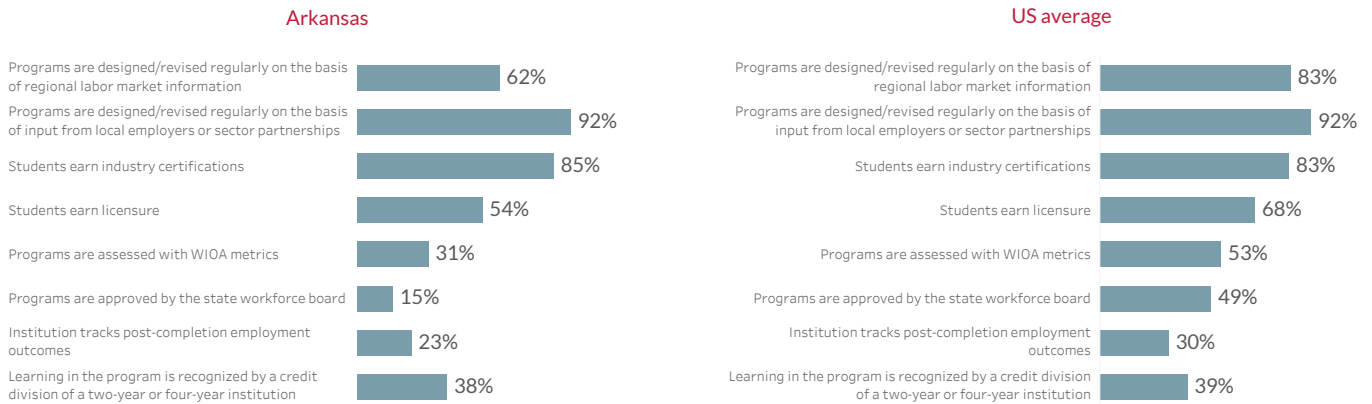 Arkansas
Programs are designed/revised regularly on the basis
of regional labor market information
62%
Programs are designed/revised regularly on the basis
of input from local employers or sector partnerships
92%
Students earn industry certifications
85%
Students earn licensure
54%
Programs are assessed with WIOA metrics
31%
Programs are approved by the state workforce board
15%
Institution tracks post-completion employment
outcomes
23%
Learning in the program is recognized by a credit
division of a two-year or four-year institution
38%
US average
Programs are designed/revised regularly on the basis of
regional labor market information
83%
Programs are designed/revised regularly on the basis of
input from local employers or sector partnerships
92%
Students earn industry certifications
83%
Students earn licensure
68%
Programs are assessed with WIOA metrics
53%
Programs are approved by the state workforce board
49%
Institution tracks post-completion employment
outcomes
30%
Learning in the program is recognized by a credit division
of a two-year or four-year institution
39%